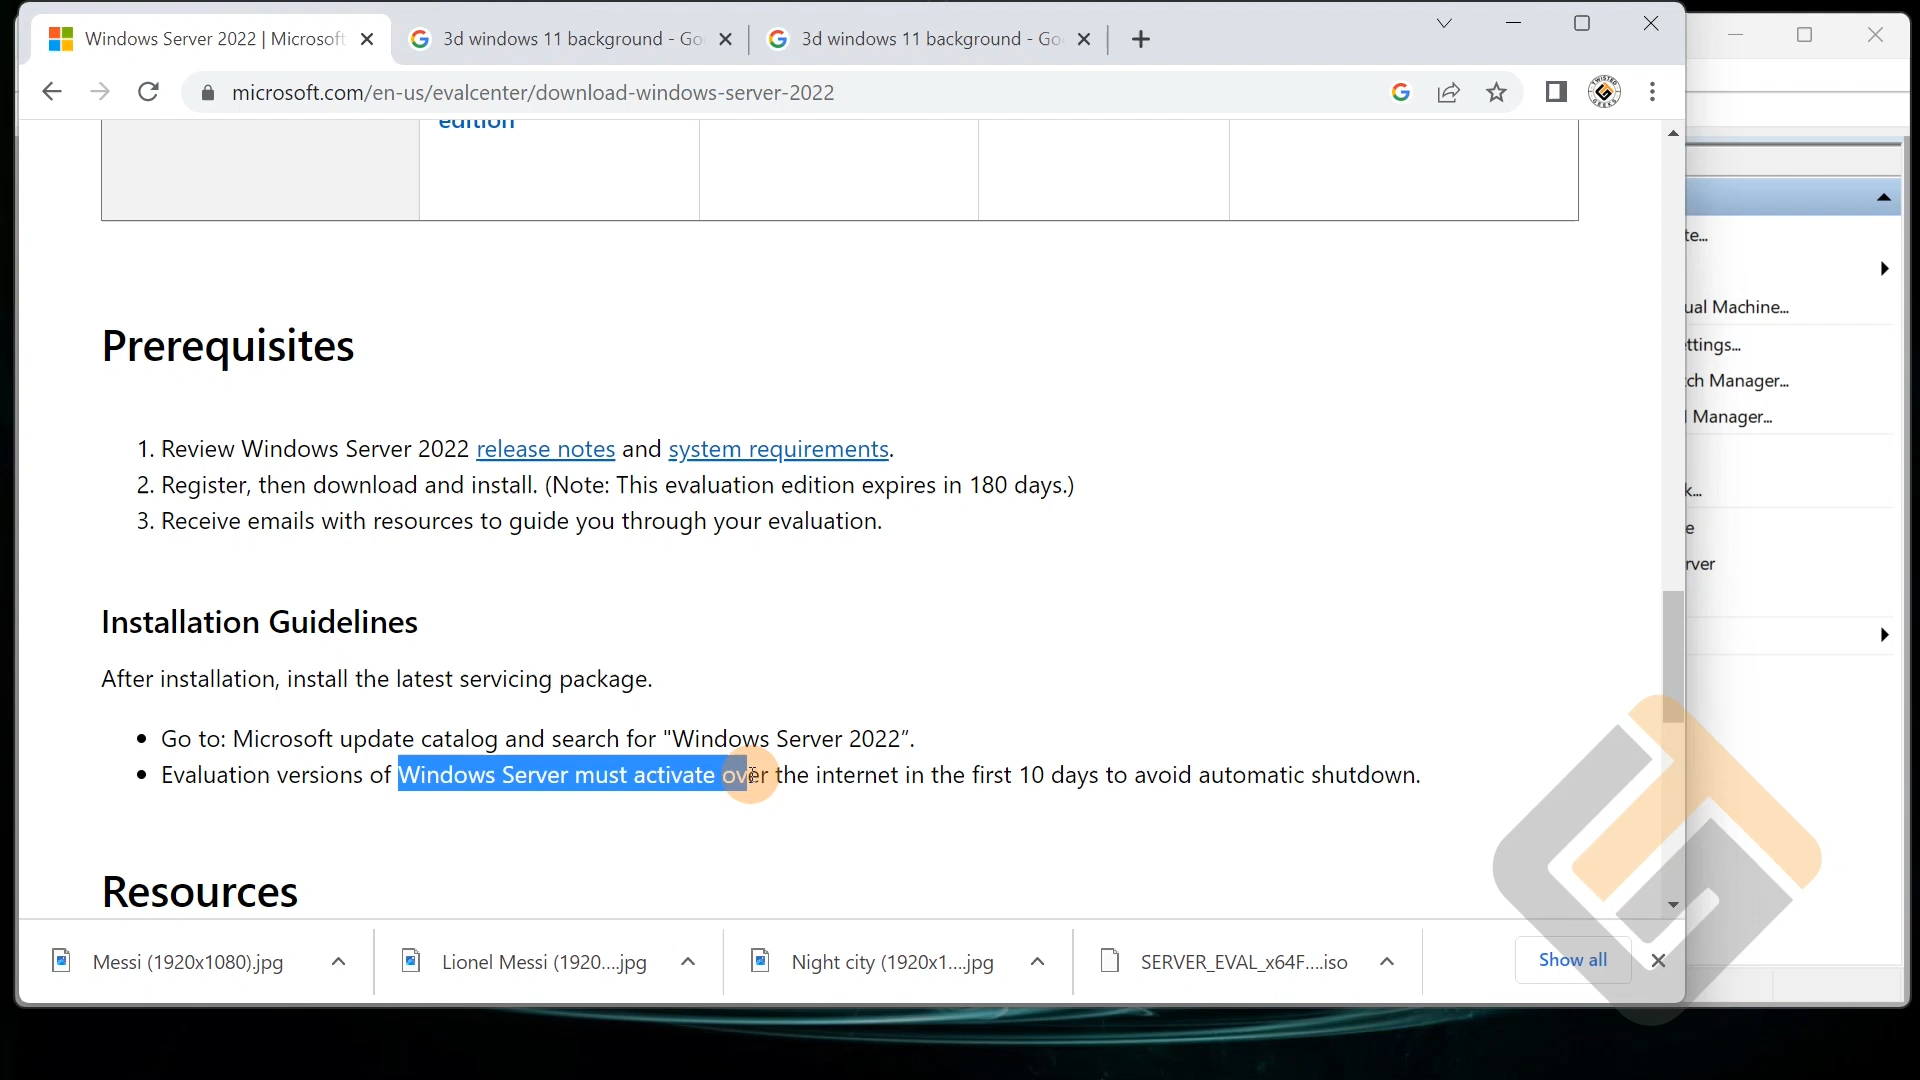 Windows Server 2022 | Microsoft
3d windows 11 background - Go
3d windows 11 background - Go
microsoft.com/en-us/evalcenter/download-windows-server-2022
TWISTED
GEEKS
edition
Prerequisites
1. Review Windows Server 2022 release notes and system requirements.
2. Register, then download and install. (Note: This evaluation edition expires in 180 days.)
3. Receive emails with resources to guide you through your evaluation.
Installation Guidelines
After installation, install the latest servicing package.
• Go to: Microsoft update catalog and search for "Windows Server 2022”.
• Evaluation versions of Windows Server must activate over the internet in the first 10 days to avoid automatic shutdown.
Resources
te...
ual Machine...
ttings...
ch Manager...
Manager...
k...
e
rver
Messi (1920x1080).jpg
Lionel Messi (1920....jpg
Night city (1920x1....jpg
SERVER_EVAL_x64F....iso
Show all